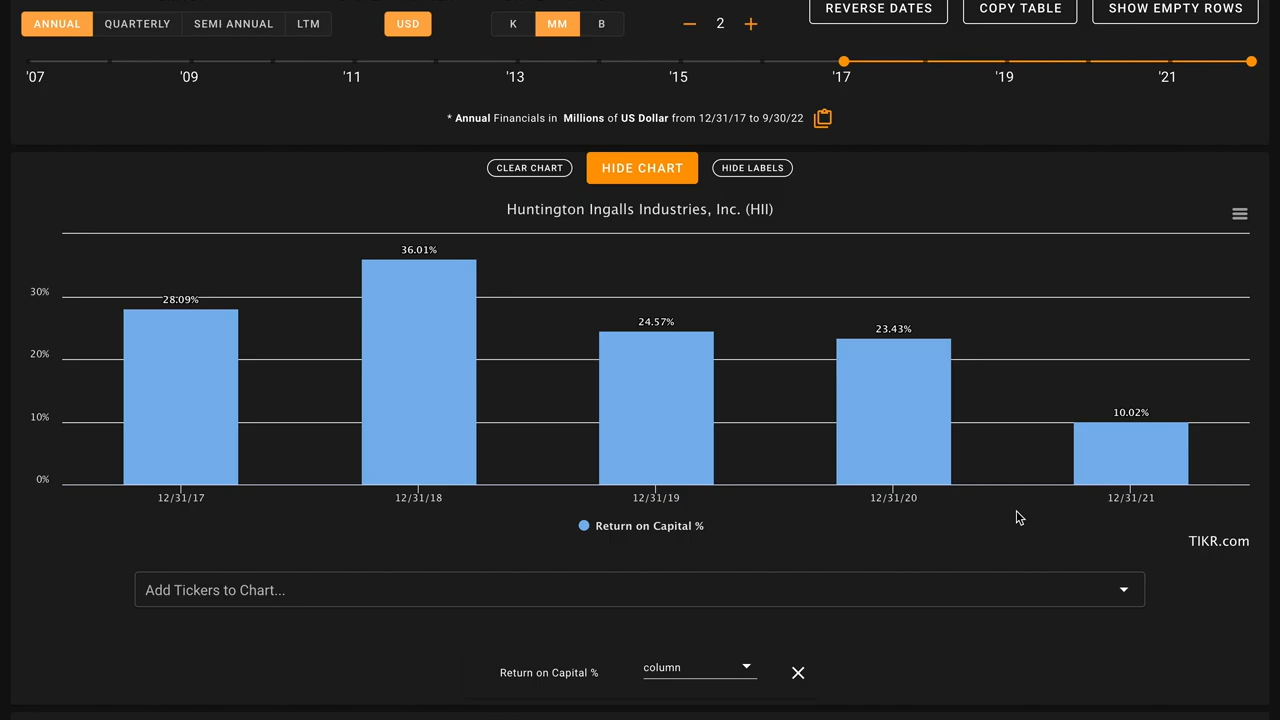 ANNUAL QUARTERLY SEMI ANNUAL LTM USD K MM B 2 REVERSE DATES COPY TABLE SHOW EMPTY ROWS
'07 '09 '11 '13 '15 '17 '19 '21
* Annual Financials in Millions of US Dollar from 12/31/17 to 9/30/22
CLEAR CHART HIDE CHART HIDE LABELS
Huntington Ingalls Industries, Inc. (HII)
36.01%
30%
28.09%
24.57%
23.43%
20%
10%
10.02%
0%
12/31/17 12/31/18 12/31/19 12/31/20 12/31/21
Return on Capital %
TIKR.com
Add Tickers to Chart...
Return on Capital % column